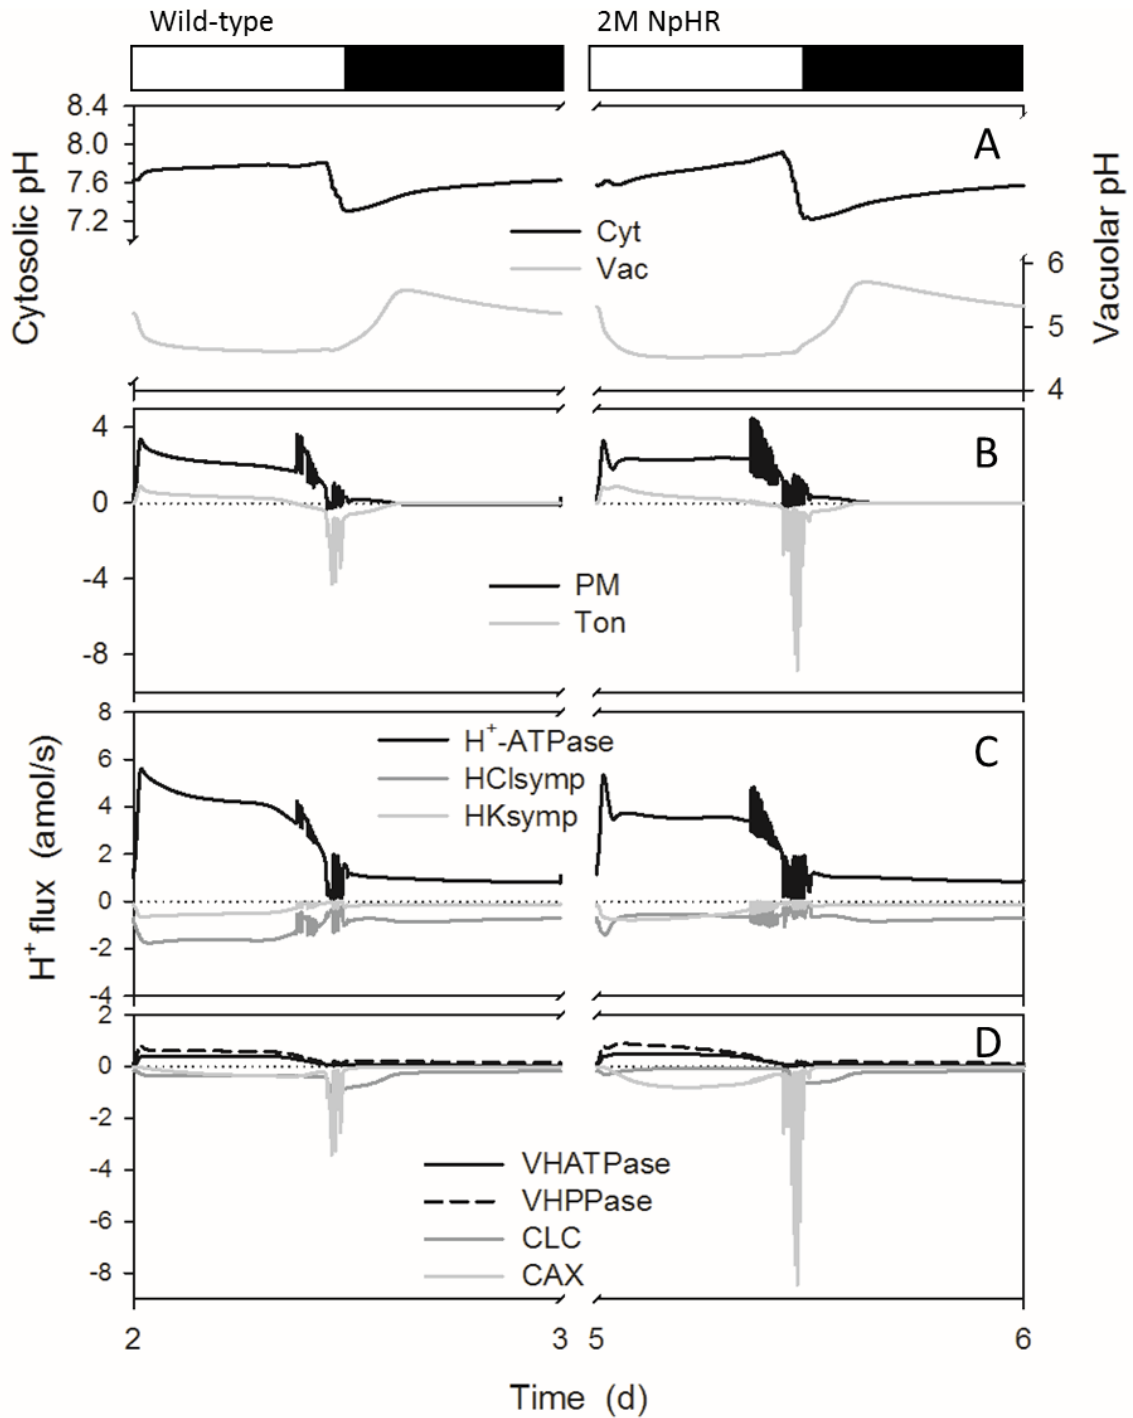 Wild-type
2M NpHR
8.4
8.0
7.6
7.2
Cytosolic pH
A
Cyt
Vac
6
5
4
Vacuolar pH
4
0
-4
-8
B
PM
Ton
8
6
4
2
0
-2
-4
H⁺ flux (amol/s)
C
H⁺-ATPase
HClsymp
HKsymp
2
0
-2
-4
-6
-8
D
VHATPase
VHPPase
CLC
CAX
2 3 5 6
Time (d)